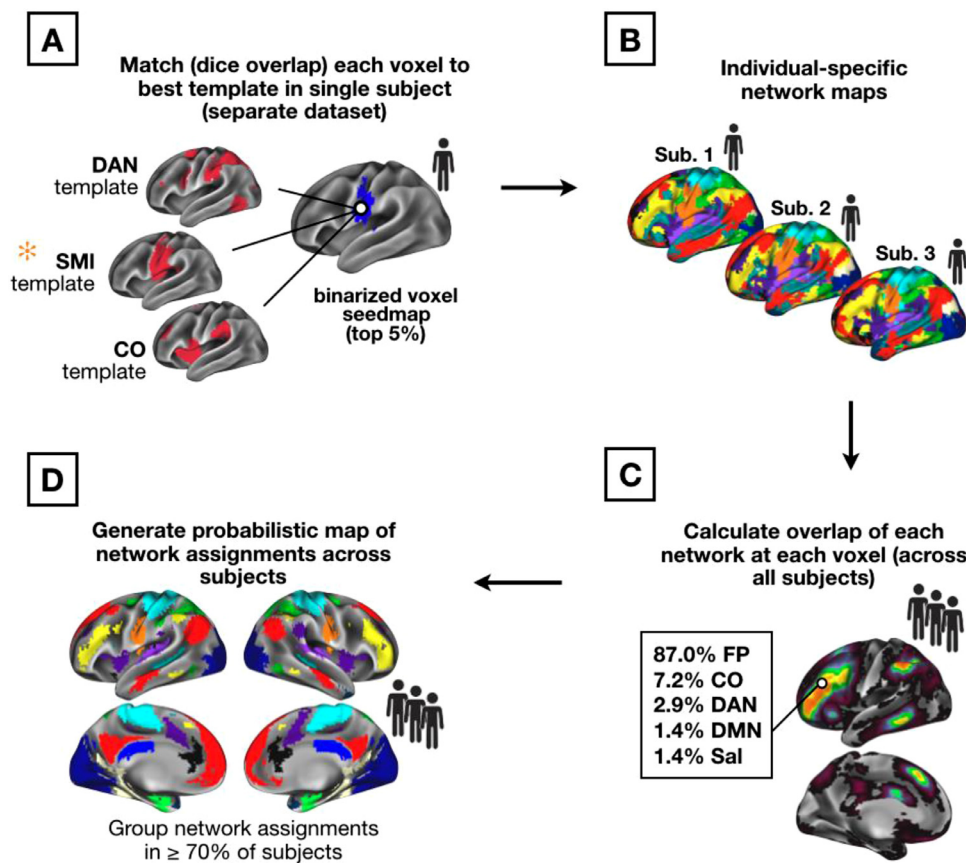 A
Match (dice overlap) each voxel to
best template in single subject
(separate dataset)
DAN
template
*
SMI
template
CO
template
binarized voxel
seedmap
(top 5%)
B
Individual-specific
network maps
Sub. 1
Sub. 2
Sub. 3
D
Generate probabilistic map of
network assignments across
subjects
Group network assignments
in ≥ 70% of subjects
C
Calculate overlap of each
network at each voxel (across
all subjects)
87.0% FP
7.2% CO
2.9% DAN
1.4% DMN
1.4% Sal